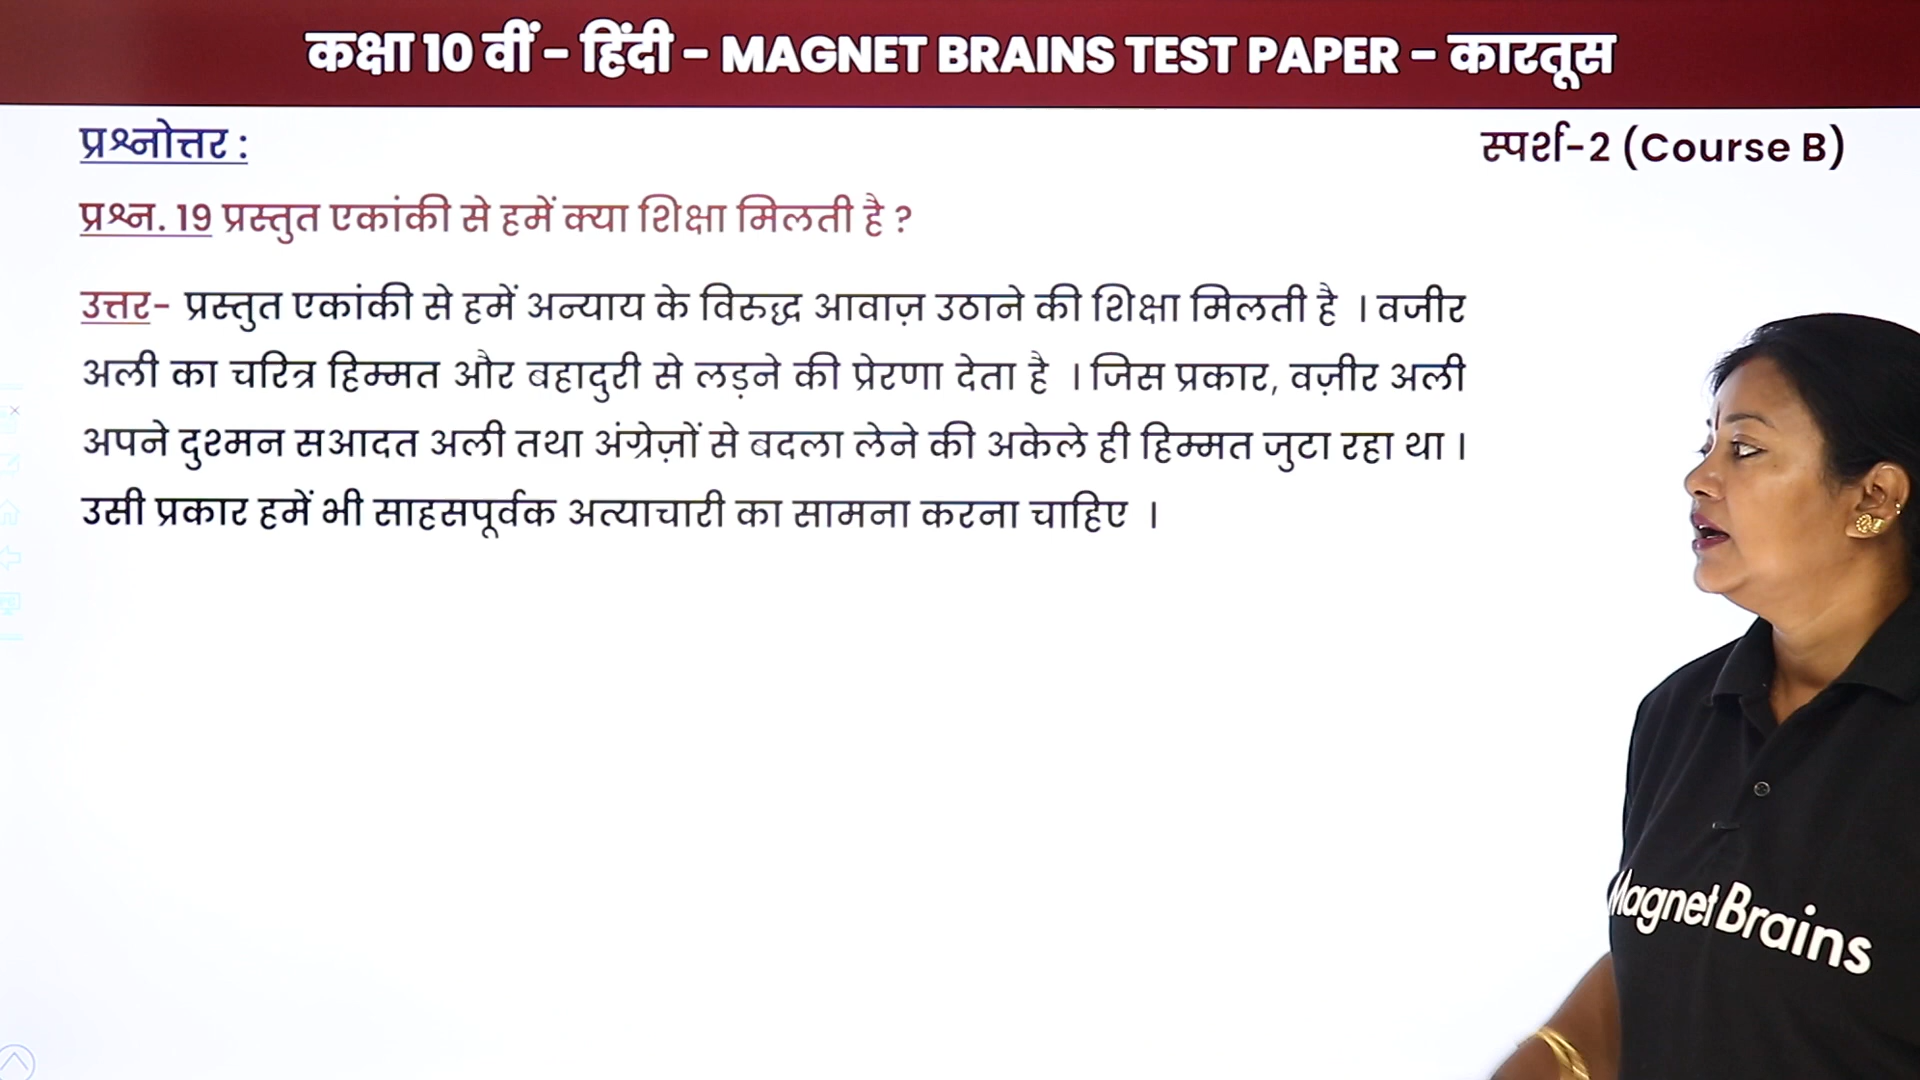 कक्षा 10 वीं - हिंदी - MAGNET BRAINS TEST PAPER - कारतूस
प्रश्नोत्तर :
स्पर्श-2 (Course B)
प्रश्न. 19 प्रस्तुत एकांकी से हमें क्या शिक्षा मिलती है ?
उत्तर- प्रस्तुत एकांकी से हमें अन्याय के विरुद्ध आवाज़ उठाने की शिक्षा मिलती है । वजीर
अली का चरित्र हिम्मत और बहादुरी से लड़ने की प्रेरणा देता है । जिस प्रकार, वज़ीर अली
अपने दुश्मन सआदत अली तथा अंग्रेज़ों से बदला लेने की अकेले ही हिम्मत जुटा रहा था ।
उसी प्रकार हमें भी साहसपूर्वक अत्याचारी का सामना करना चाहिए ।
Magnet Brains